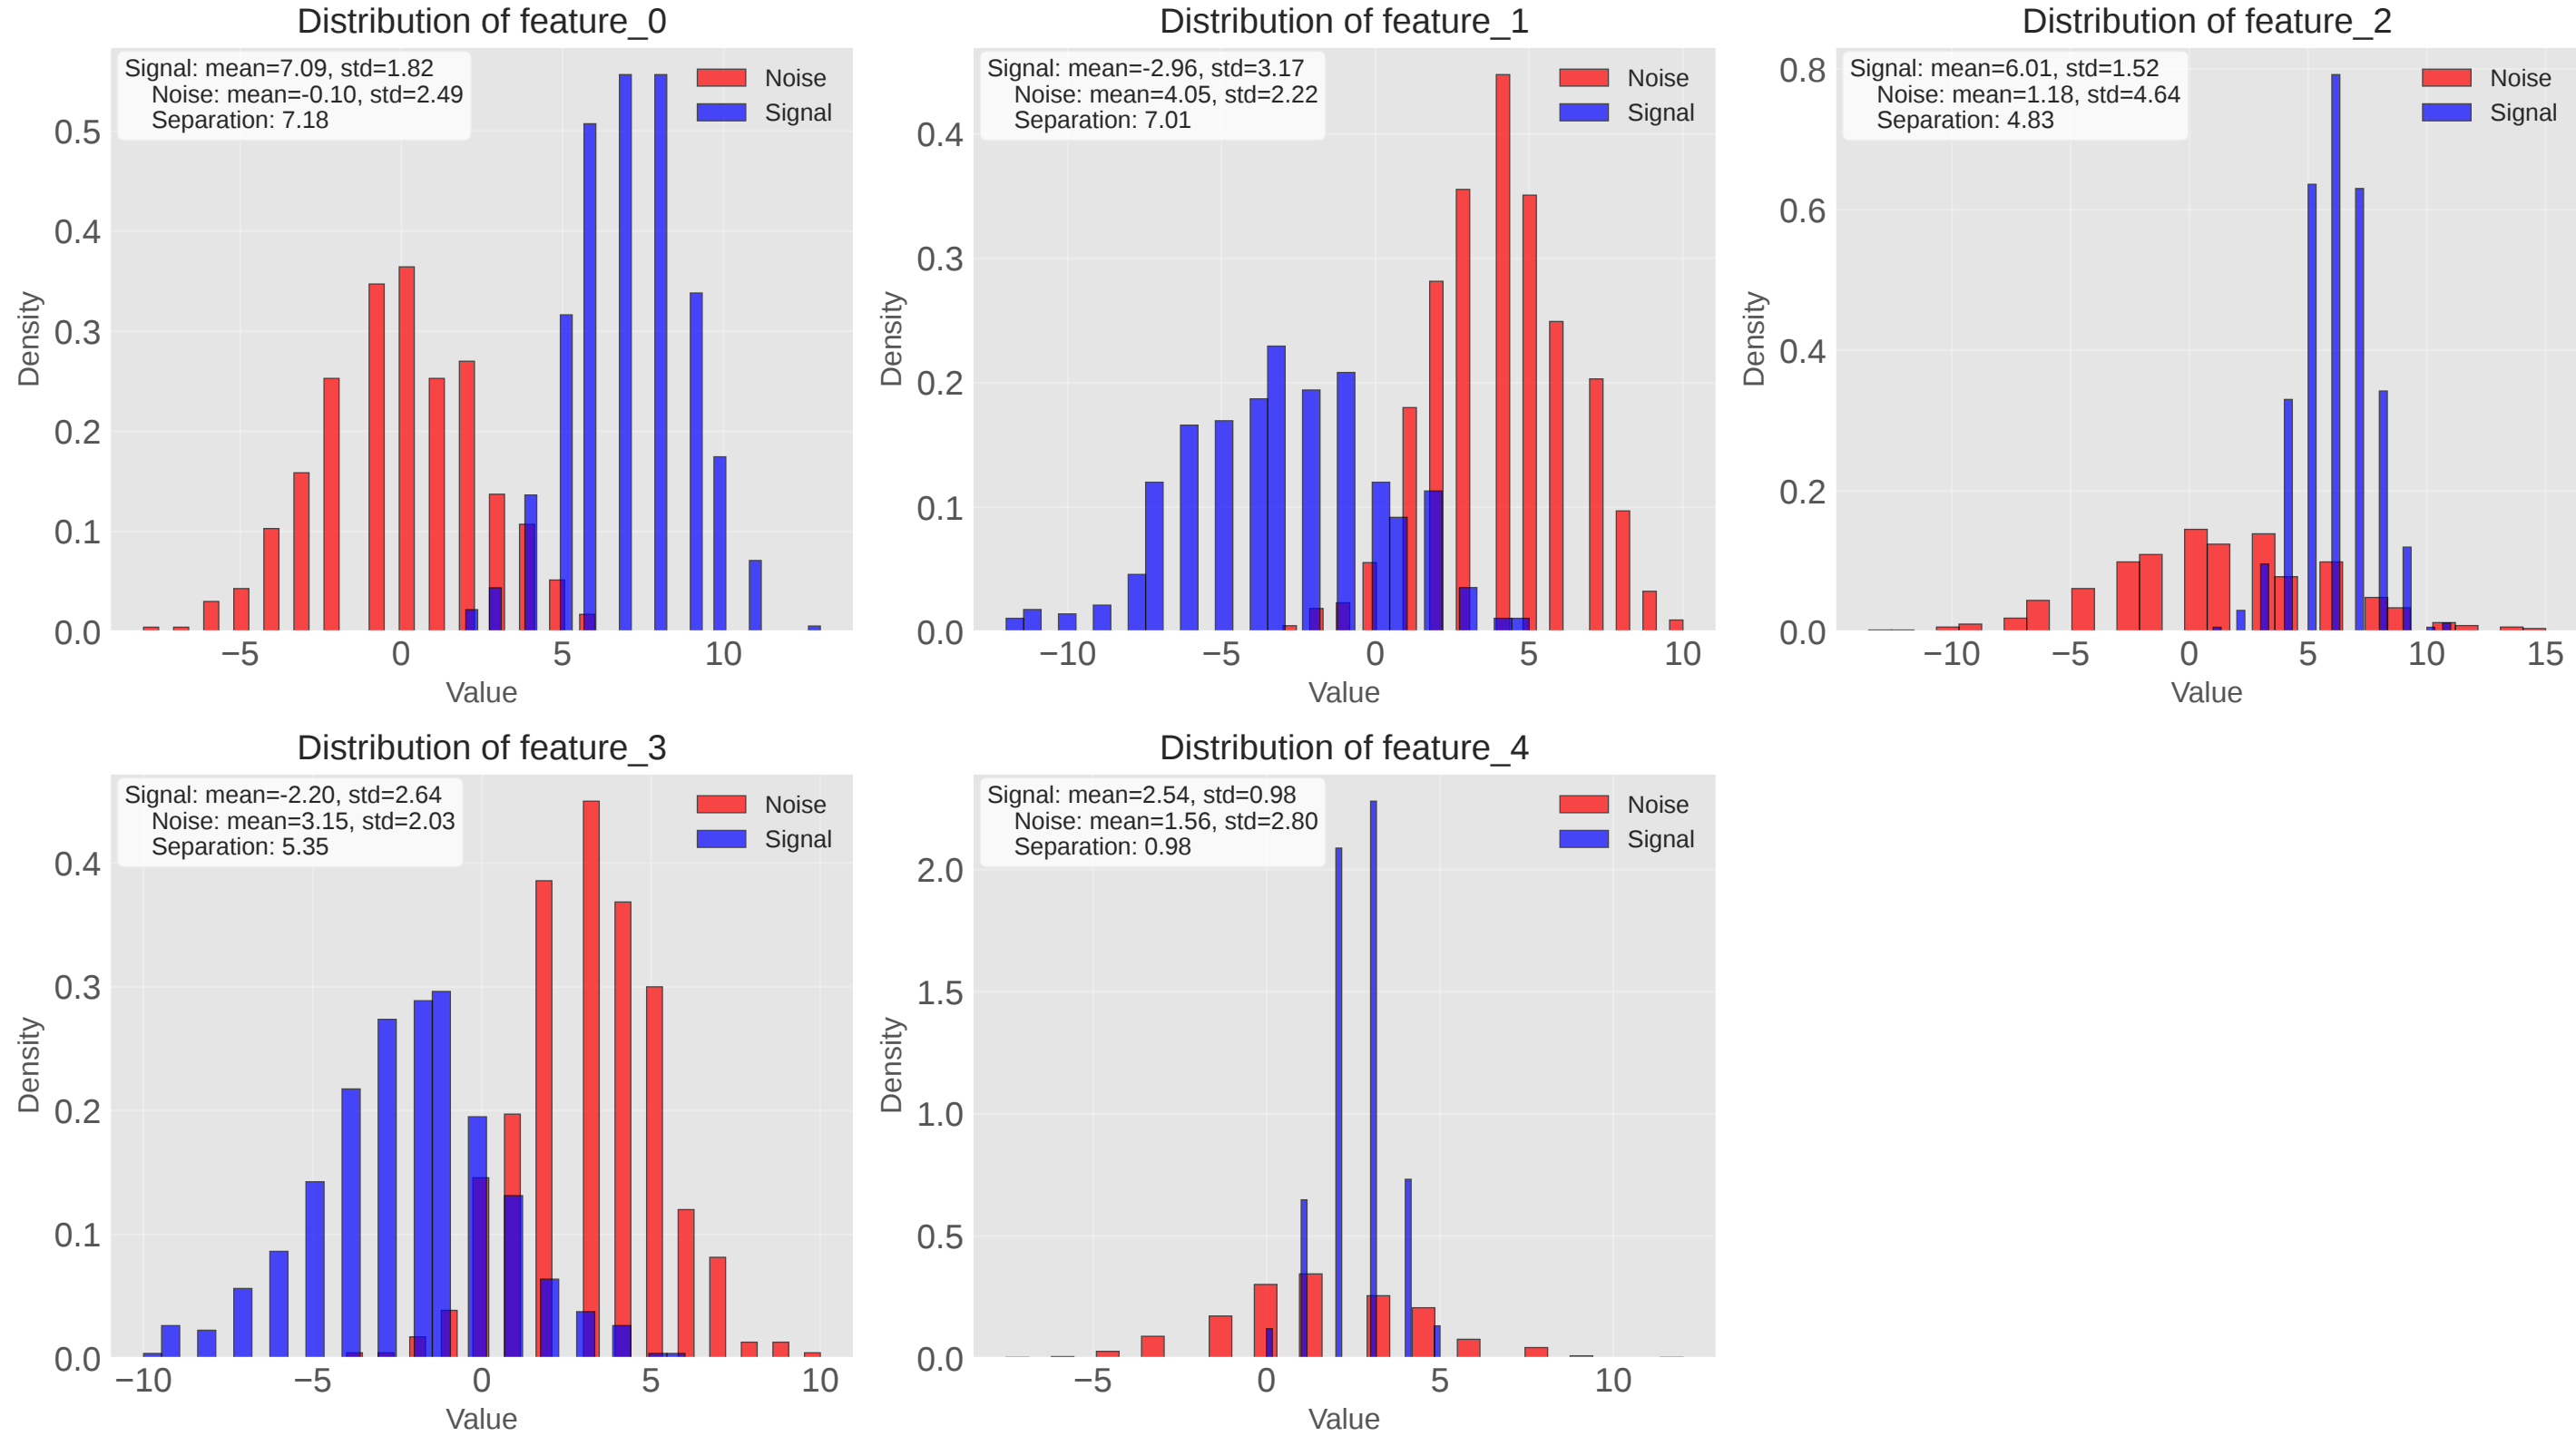 Distribution of feature_0
Signal: mean=7.09, std=1.82
Noise: mean=-0.10, std=2.49
Separation: 7.18
Noise
Signal
Density
0.5
0.4
0.3
0.2
0.1
0.0
−5
0
5
10
Value
Distribution of feature_1
Signal: mean=-2.96, std=3.17
Noise: mean=4.05, std=2.22
Separation: 7.01
Noise
Signal
Density
0.4
0.3
0.2
0.1
0.0
−10
−5
0
5
10
Value
Distribution of feature_2
Signal: mean=6.01, std=1.52
Noise: mean=1.18, std=4.64
Separation: 4.83
Noise
Signal
Density
0.8
0.6
0.4
0.2
0.0
−10
−5
0
5
10
15
Value
Distribution of feature_3
Signal: mean=-2.20, std=2.64
Noise: mean=3.15, std=2.03
Separation: 5.35
Noise
Signal
Density
0.4
0.3
0.2
0.1
0.0
−10
−5
0
5
10
Value
Distribution of feature_4
Signal: mean=2.54, std=0.98
Noise: mean=1.56, std=2.80
Separation: 0.98
Noise
Signal
Density
2.0
1.5
1.0
0.5
0.0
−5
0
5
10
Value